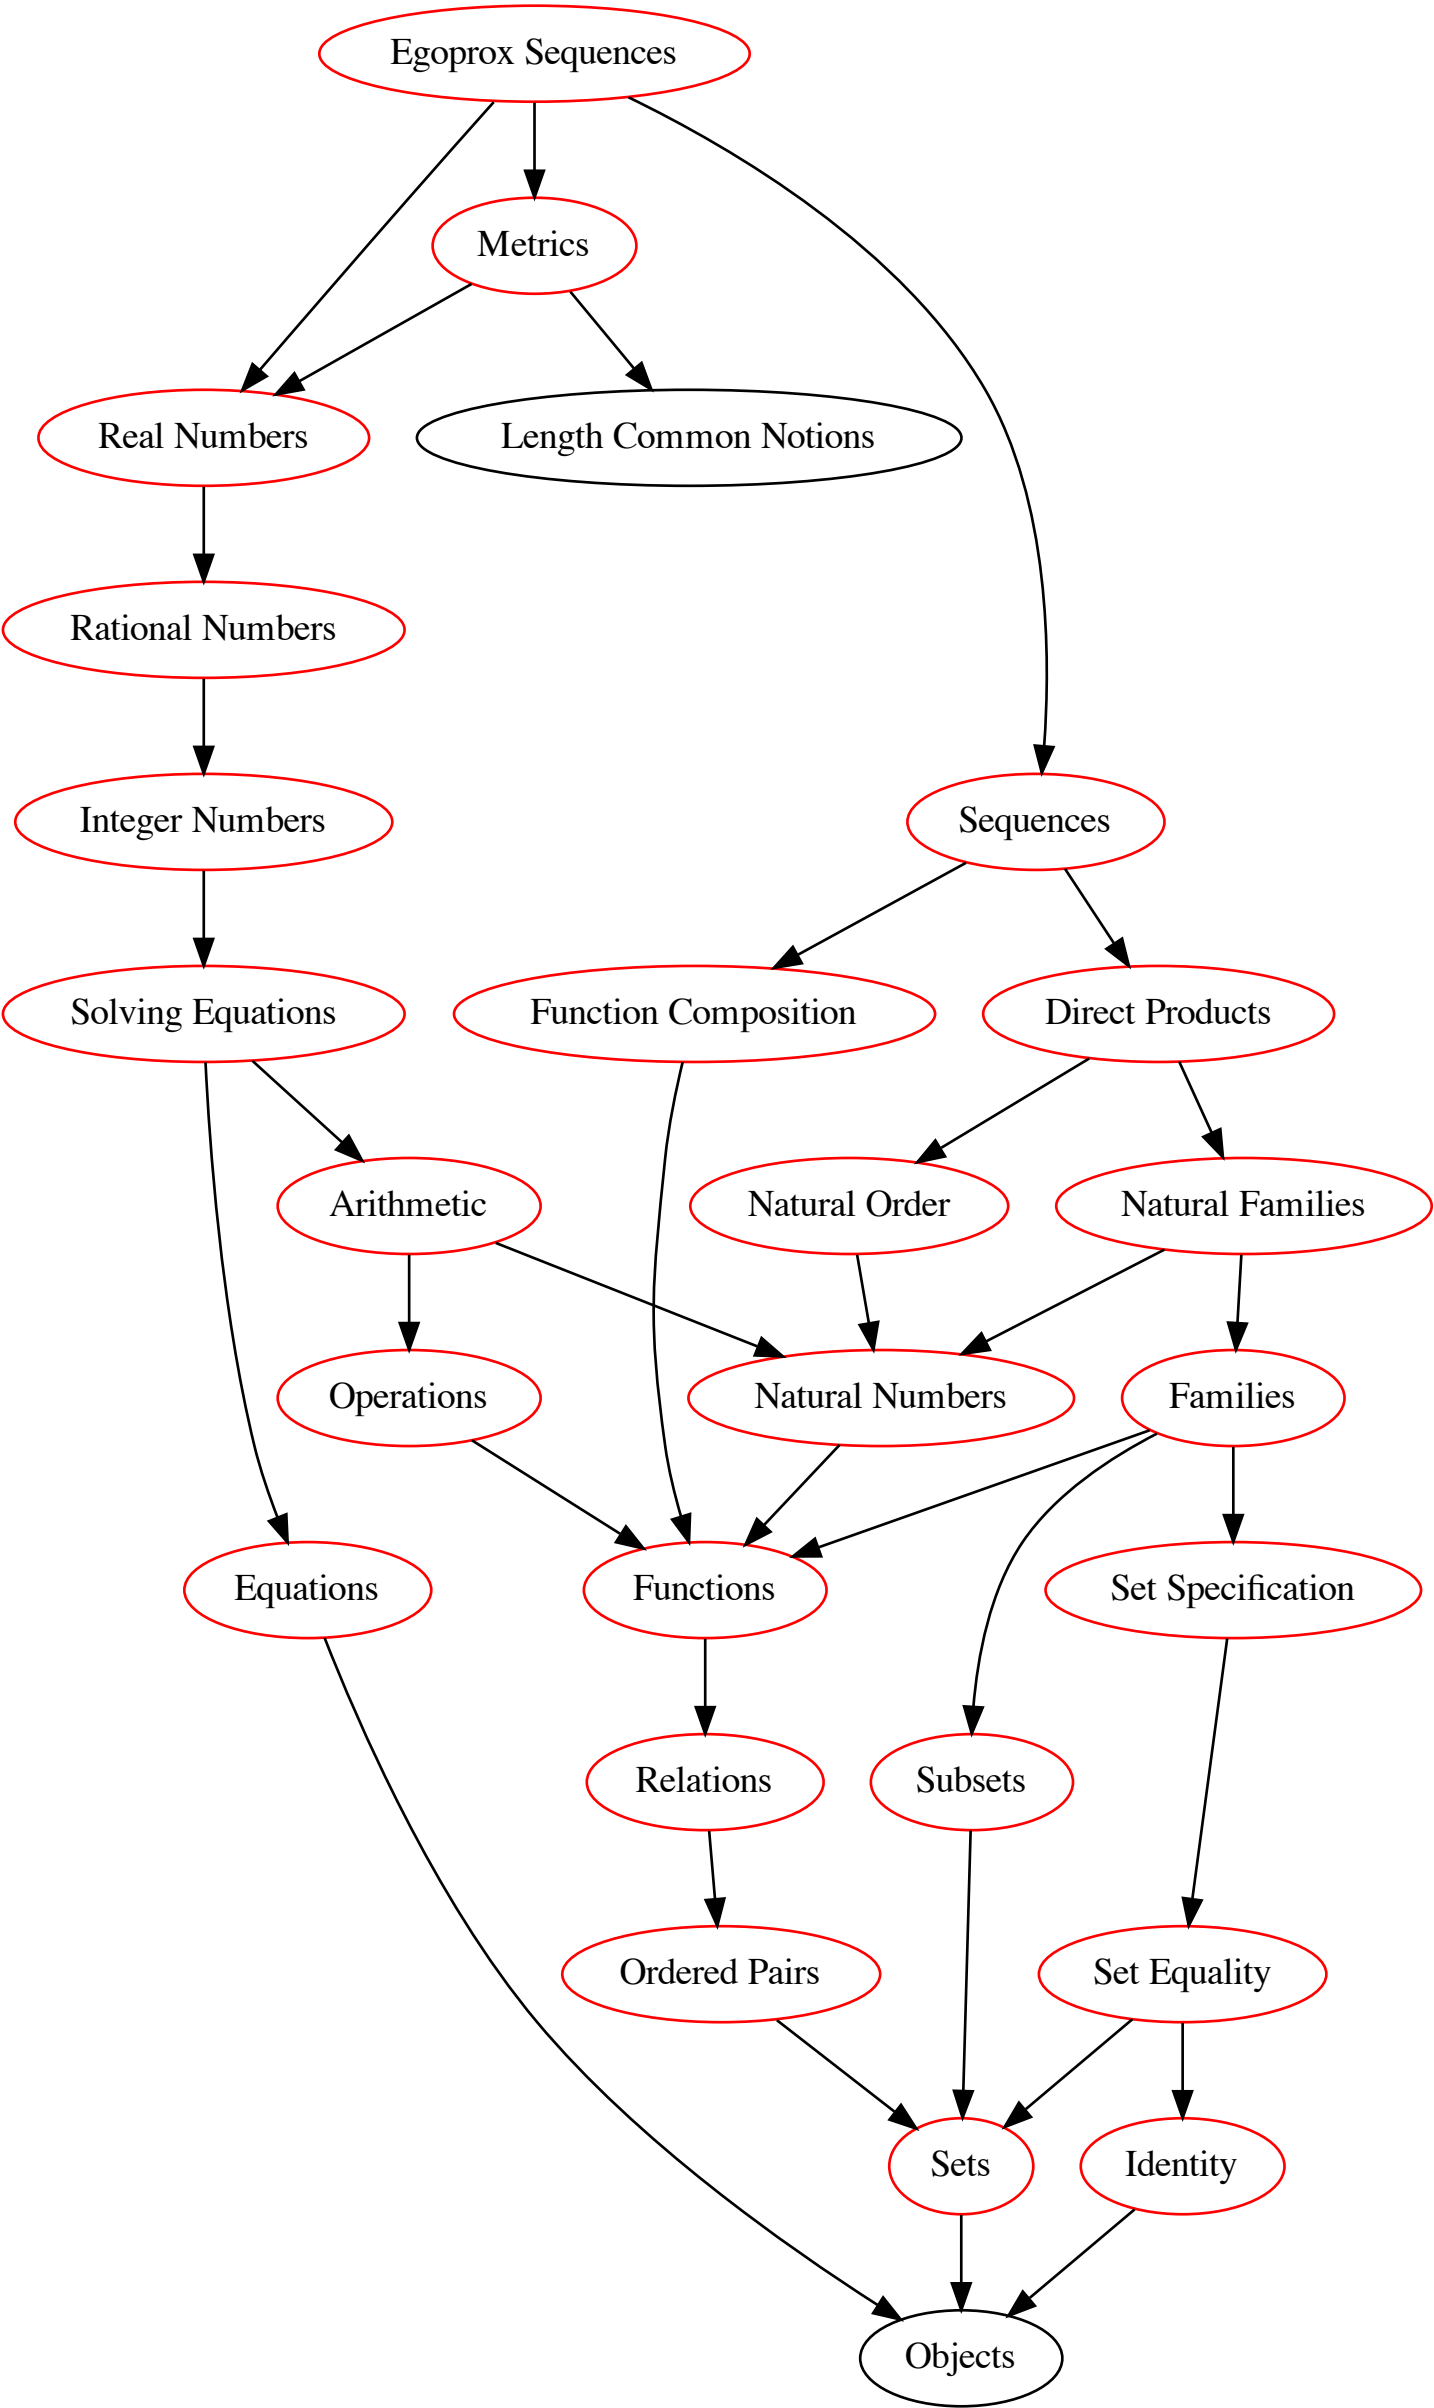 Egoprox Sequences
Metrics
Real Numbers
Length Common Notions
Rational Numbers
Integer Numbers
Sequences
Solving Equations
Function Composition
Direct Products
Arithmetic
Natural Order
Natural Families
Operations
Natural Numbers
Families
Equations
Functions
Set Specification
Relations
Subsets
Ordered Pairs
Set Equality
Sets
Identity
Objects